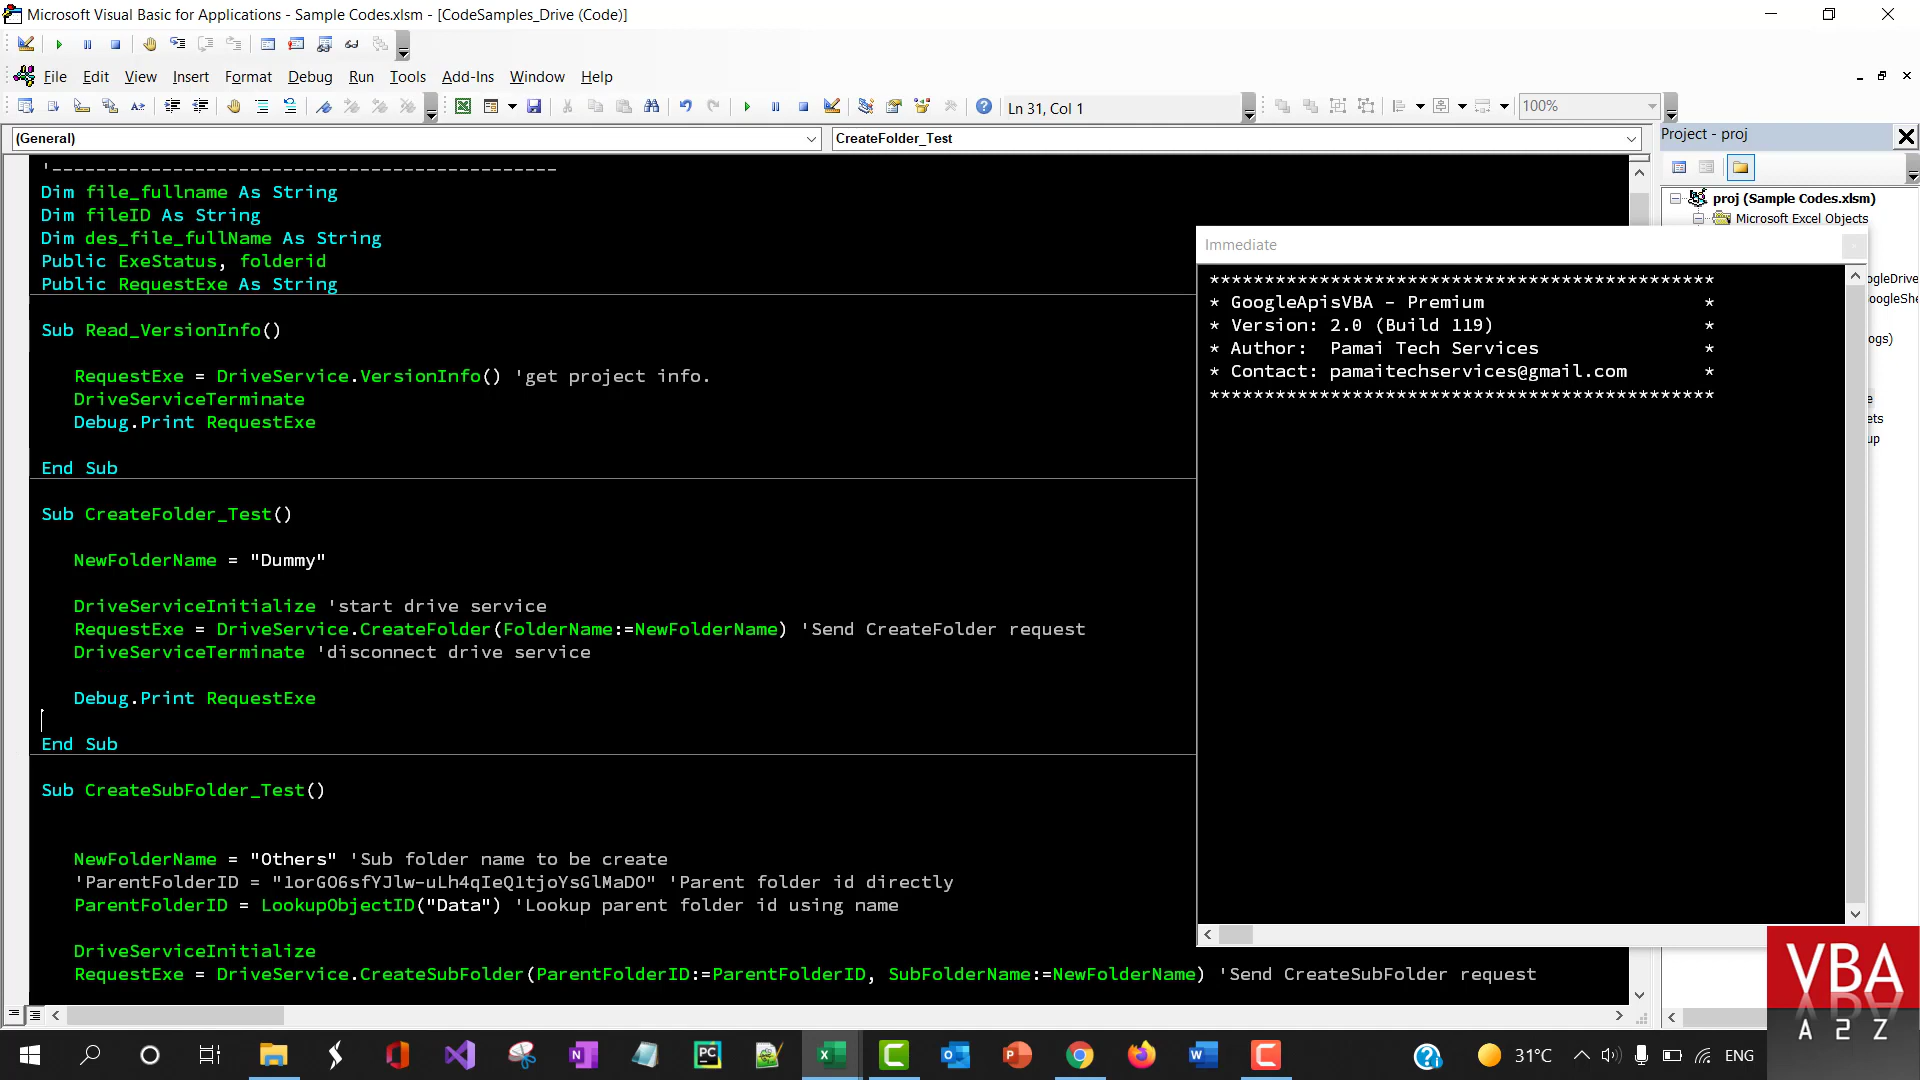 Microsoft Visual Basic for Applications - Sample Codes.xlsm - [CodeSamples_Drive (Code)]
File Edit View Insert Format Debug Run Tools Add-Ins Window Help
Ln 31, Col 1
100%
(General)
CreateFolder_Test
Project - proj
proj (Sample Codes.xlsm)
Microsoft Excel Objects
'----------------------------------------------
Dim file_fullname As String
Dim fileID As String
Dim des_file_fullName As String
Public ExeStatus, folderid
Public RequestExe As String
Sub Read_VersionInfo()
RequestExe = DriveService.VersionInfo() 'get project info.
DriveServiceTerminate
Debug.Print RequestExe
End Sub
Sub CreateFolder_Test()
NewFolderName = "Dummy"
DriveServiceInitialize 'start drive service
RequestExe = DriveService.CreateFolder(FolderName:=NewFolderName) 'Send CreateFolder request
DriveServiceTerminate 'disconnect drive service
Debug.Print RequestExe
End Sub
Sub CreateSubFolder_Test()
NewFolderName = "Others" 'Sub folder name to be create
'ParentFolderID = "1orGO6sfYJlw-uLh4qIeQ1tjoYsGlMaDO" 'Parent folder id directly
ParentFolderID = LookupObjectID("Data") 'Lookup parent folder id using name
DriveServiceInitialize
RequestExe = DriveService.CreateSubFolder(ParentFolderID:=ParentFolderID, SubFolderName:=NewFolderName) 'Send CreateSubFolder request
Immediate
**********************************************
* GoogleApisVBA - Premium *
* Version: 2.0 (Build 119) *
* Author: Pamai Tech Services *
* Contact: pamaitechservices@gmail.com *
**********************************************
ogleDrive
oogleShe
ogs)
e
ets
up
VBA
A 2 Z
31°C
ENG